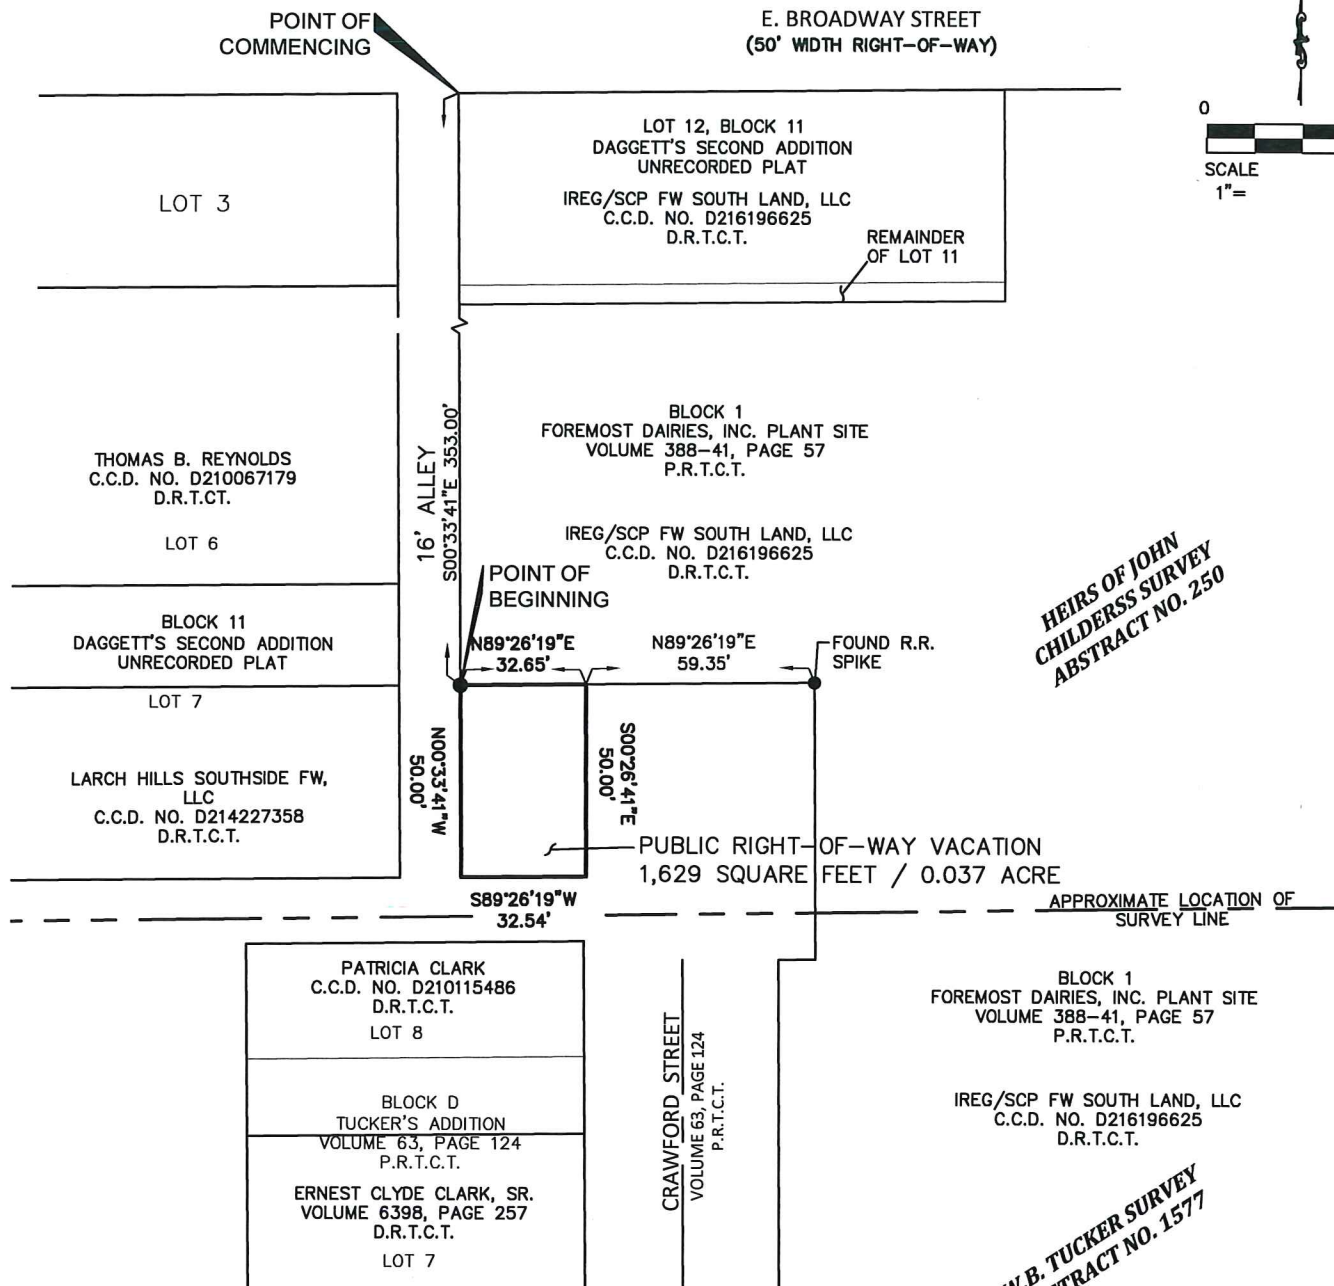 POINT OF
COMMENCING
E. BROADWAY STREET
(50' WIDTH RIGHT-OF-WAY)
0
SCALE
1"=
LOT 3
LOT 12, BLOCK 11
DAGGETT'S SECOND ADDITION
UNRECORDED PLAT
IREG/SCP FW SOUTH LAND, LLC
C.C.D. NO. D216196625
D.R.T.C.T.
REMAINDER
OF LOT 11
THOMAS B. REYNOLDS
C.C.D. NO. D210067179
D.R.T.CT.
LOT 6
16' ALLEY
S00°33'41"E 353.00'
BLOCK 1
FOREMOST DAIRIES, INC. PLANT SITE
VOLUME 388-41, PAGE 57
P.R.T.C.T.
IREG/SCP FW SOUTH LAND, LLC
C.C.D. NO. D216196625
D.R.T.C.T.
HEIRS OF JOHN
CHILDERSS SURVEY
ABSTRACT NO. 250
POINT OF
BEGINNING
BLOCK 11
DAGGETT'S SECOND ADDITION
UNRECORDED PLAT
N89°26'19"E
32.65'
N89°26'19"E
59.35'
FOUND R.R.
SPIKE
LOT 7
LARCH HILLS SOUTHSIDE FW,
LLC
C.C.D. NO. D214227358
D.R.T.C.T.
N00°33'41"W
50.00'
S00°26'41"E
50.00'
PUBLIC RIGHT-OF-WAY VACATION
1,629 SQUARE FEET / 0.037 ACRE
S89°26'19"W
32.54'
APPROXIMATE LOCATION OF
SURVEY LINE
PATRICIA CLARK
C.C.D. NO. D210115486
D.R.T.C.T.
LOT 8
BLOCK D
TUCKER'S ADDITION
VOLUME 63, PAGE 124
P.R.T.C.T.
ERNEST CLYDE CLARK, SR.
VOLUME 6398, PAGE 257
D.R.T.C.T.
LOT 7
CRAWFORD STREET
VOLUME 63, PAGE 124
P.R.T.C.T.
BLOCK 1
FOREMOST DAIRIES, INC. PLANT SITE
VOLUME 388-41, PAGE 57
P.R.T.C.T.
IREG/SCP FW SOUTH LAND, LLC
C.C.D. NO. D216196625
D.R.T.C.T.
W.B. TUCKER SURVEY
STRACT NO. 1577